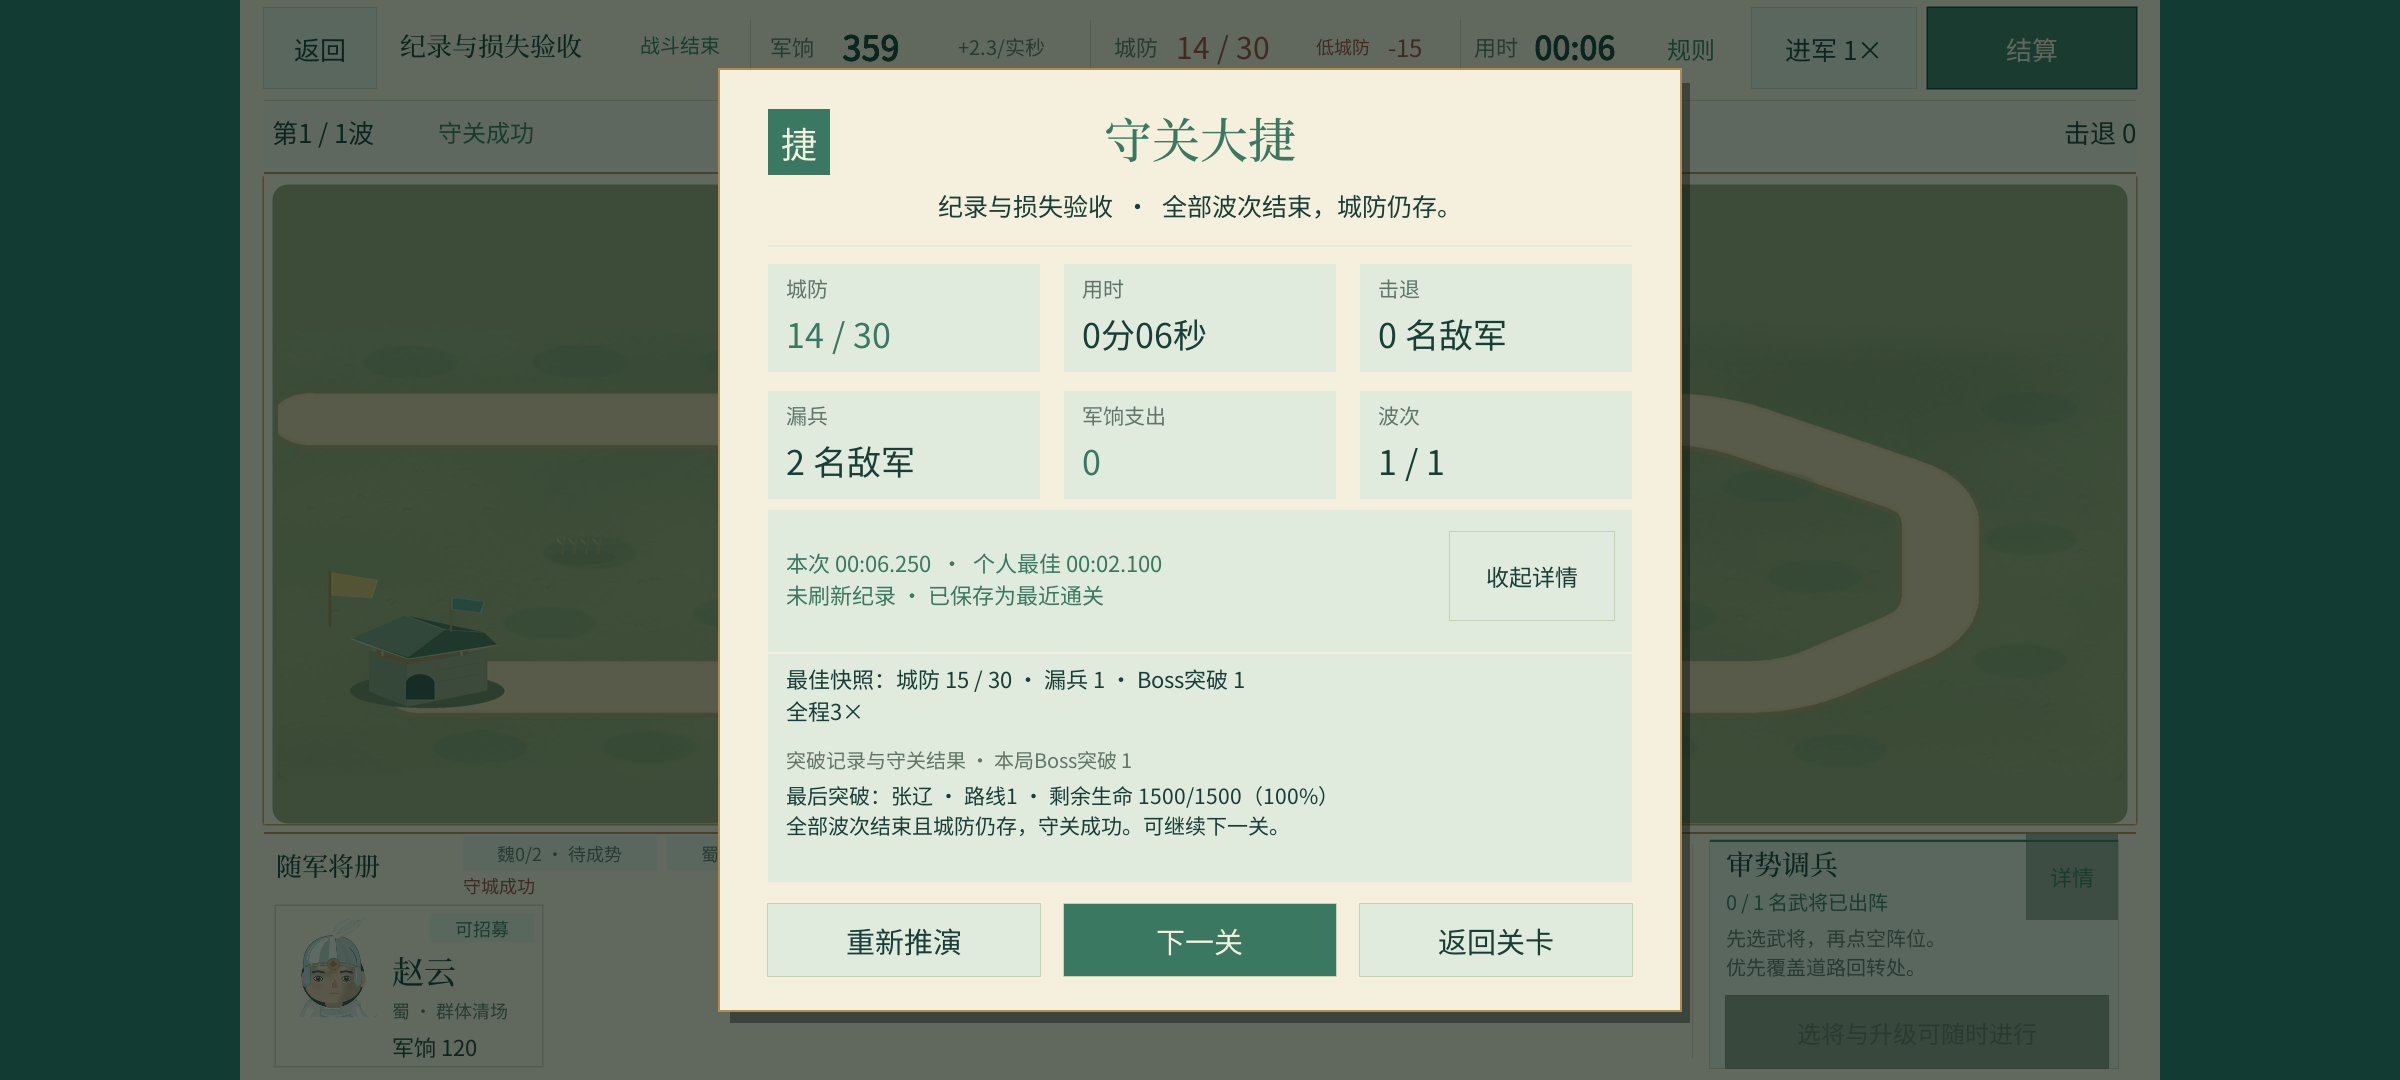 返回
纪录与损失验收
战斗结束
军饷 359
+2.3/实秒
城防 14 / 30
低城防 -15
用时 00:06
规则
进军 1×
结算
第1 / 1波
守关成功
击退 0
捷
守关大捷
纪录与损失验收 · 全部波次结束，城防仍存。
城防
14 / 30
用时
0分06秒
击退
0 名敌军
漏兵
2 名敌军
军饷支出
0
波次
1 / 1
本次 00:06.250 · 个人最佳 00:02.100
未刷新纪录 · 已保存为最近通关
收起详情
最佳快照：城防 15 / 30 · 漏兵 1 · Boss突破 1
全程3×
突破记录与守关结果 · 本局Boss突破 1
最后突破：张辽 · 路线1 · 剩余生命 1500/1500（100%）
全部波次结束且城防仍存，守关成功。可继续下一关。
重新推演
下一关
返回关卡
随军将册
魏0/2 · 待成势
蜀
守城成功
可招募
赵云
蜀 · 群体清场
军饷 120
审势调兵
详情
0 / 1 名武将已出阵
先选武将，再点空阵位。
优先覆盖道路回转处。
选将与升级可随时进行